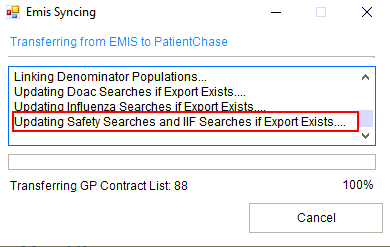 Emis Syncing
Transferring from EMIS to PatientChase
Linking Denominator Populations...
Updating Doac Searches if Export Exists....
Updating Influenza Searches if Export Exists....
Updating Safety Searches and IIF Searches if Export Exists....
Transferring GP Contract List: 88 100%
Cancel